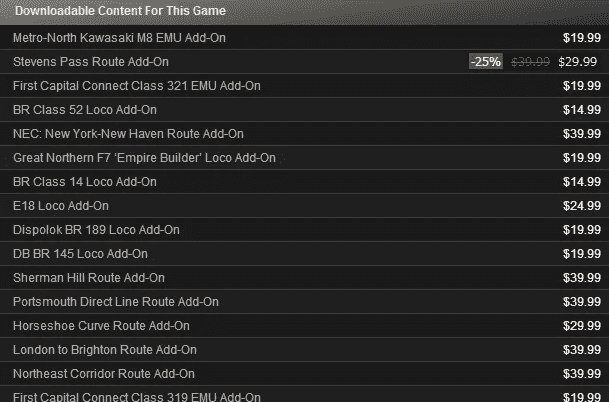 Downloadable Content For This Game
Metro-North Kawasaki M8 EMU Add-On $19.99
Stevens Pass Route Add-On -25% $39.99 $29.99
First Capital Connect Class 321 EMU Add-On $19.99
BR Class 52 Loco Add-On $14.99
NEC: New York-New Haven Route Add-On $39.99
Great Northern F7 ‘Empire Builder’ Loco Add-On $19.99
BR Class 14 Loco Add-On $14.99
E18 Loco Add-On $24.99
Dispolok BR 189 Loco Add-On $19.99
DB BR 145 Loco Add-On $19.99
Sherman Hill Route Add-On $39.99
Portsmouth Direct Line Route Add-On $39.99
Horseshoe Curve Route Add-On $29.99
London to Brighton Route Add-On $39.99
Northeast Corridor Route Add-On $39.99
First Capital Connect Class 319 EMU Add-On $19.99